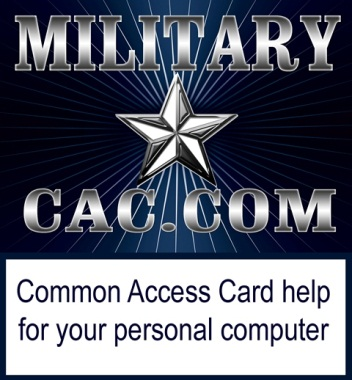 MILITARY
CAC.COM
Common Access Card help
for your personal computer